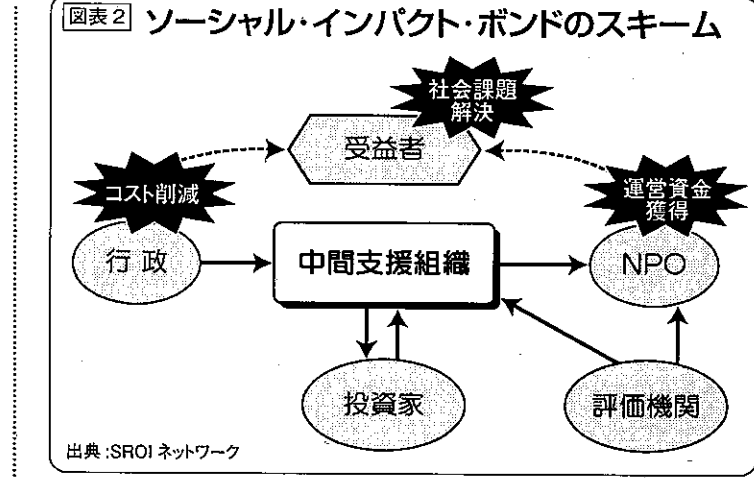 図表2 ソーシャル・インパクト・ボンドのスキーム
社会課題
解決
受益者
コスト削減
運営資金
獲得
行政
中間支援組織
NPO
投資家
評価機関
出典:SROIネットワーク